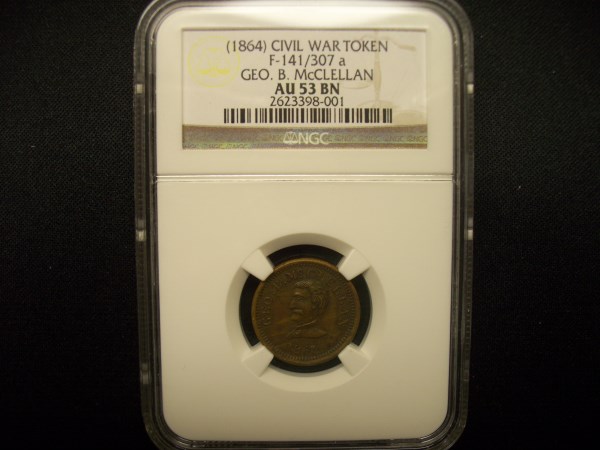 (1864) CIVIL WAR TOKEN
F-141/307 a
GEO. B. McCLELLAN
AU 53 BN
2623398-001
NGC